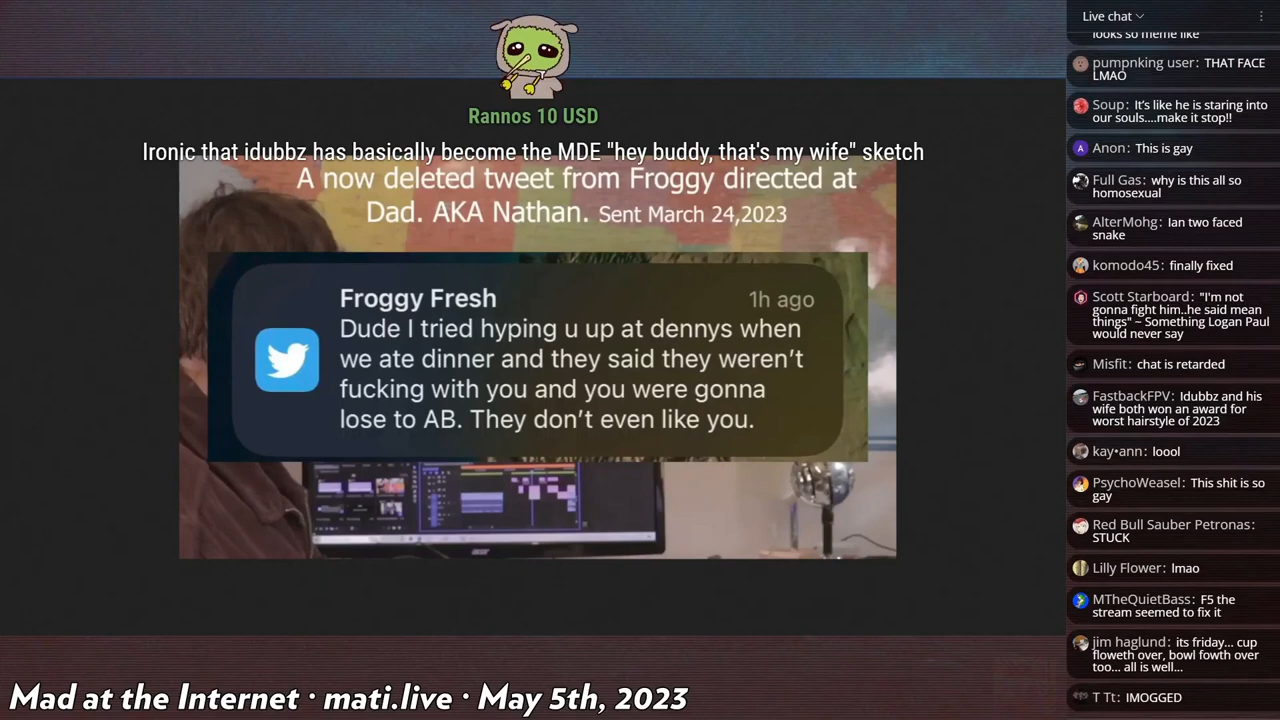 Rannos 10 USD
Ironic that idubbz has basically become the MDE "hey buddy, that's my wife" sketch
A now deleted tweet from Froggy directed at
Dad. AKA Nathan. Sent March 24,2023
Froggy Fresh
1h ago
Dude I tried hyping u up at dennys when
we ate dinner and they said they weren't
fucking with you and you were gonna
lose to AB. They don't even like you.
acer
Mad at the Internet · mati.live · May 5th, 2023
Live chat
looks so meme like
pumpnking user: THAT FACE
LMAO
Soup: It's like he is staring into
our souls....make it stop!!
A
Anon: This is gay
Full Gas: why is this all so
homosexual
AlterMohg: Ian two faced
snake
komodo45: finally fixed
Scott Starboard: "I'm not
gonna fight him..he said mean
things" ~ Something Logan Paul
would never say
Misfit: chat is retarded
FastbackFPV: Idubbz and his
wife both won an award for
worst hairstyle of 2023
kay•ann: loool
PsychoWeasel: This shit is so
gay
Red Bull Sauber Petronas:
STUCK
Lilly Flower: lmao
MTheQuietBass: F5 the
stream seemed to fix it
jim haglund: its friday... cup
floweth over, bowl fowth over
too... all is well...
T Tt: IMOGGED